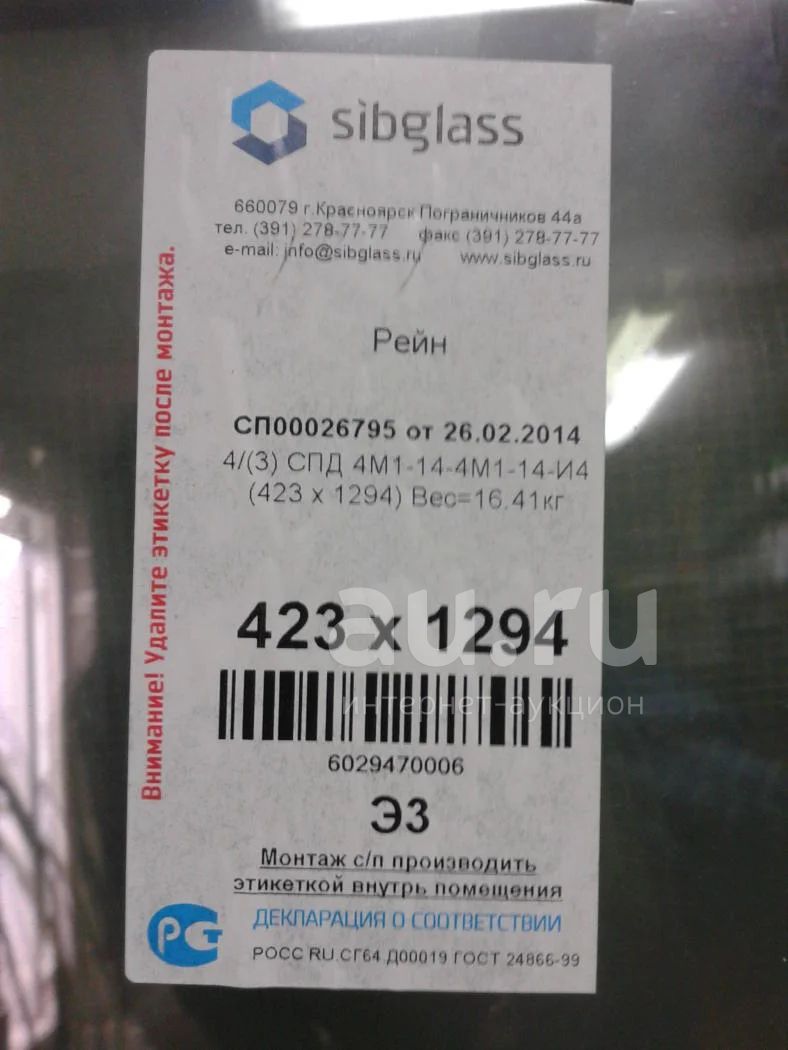 sibglass
660079 г.Красноярск Пограничников 44а
тел. (391) 278-77-77 факс (391) 278-77-77
e-mail: info@sibglass.ru www.sibglass.ru
Рейн
СП00026795 от 26.02.2014
4/(3) СПД 4М1-14-4М1-14-И4
(423 x 1294) Вес=16.41кг
423 x 1294
6029470006
Э3
Монтаж с/п производить
этикеткой внутрь помещения
ДЕКЛАРАЦИЯ О СООТВЕТСТВИИ
РОСС RU.СГ64.Д00019 ГОСТ 24866-99
Внимание! Удалите этикетку после монтажа.
au.ru
интернет-аукцион